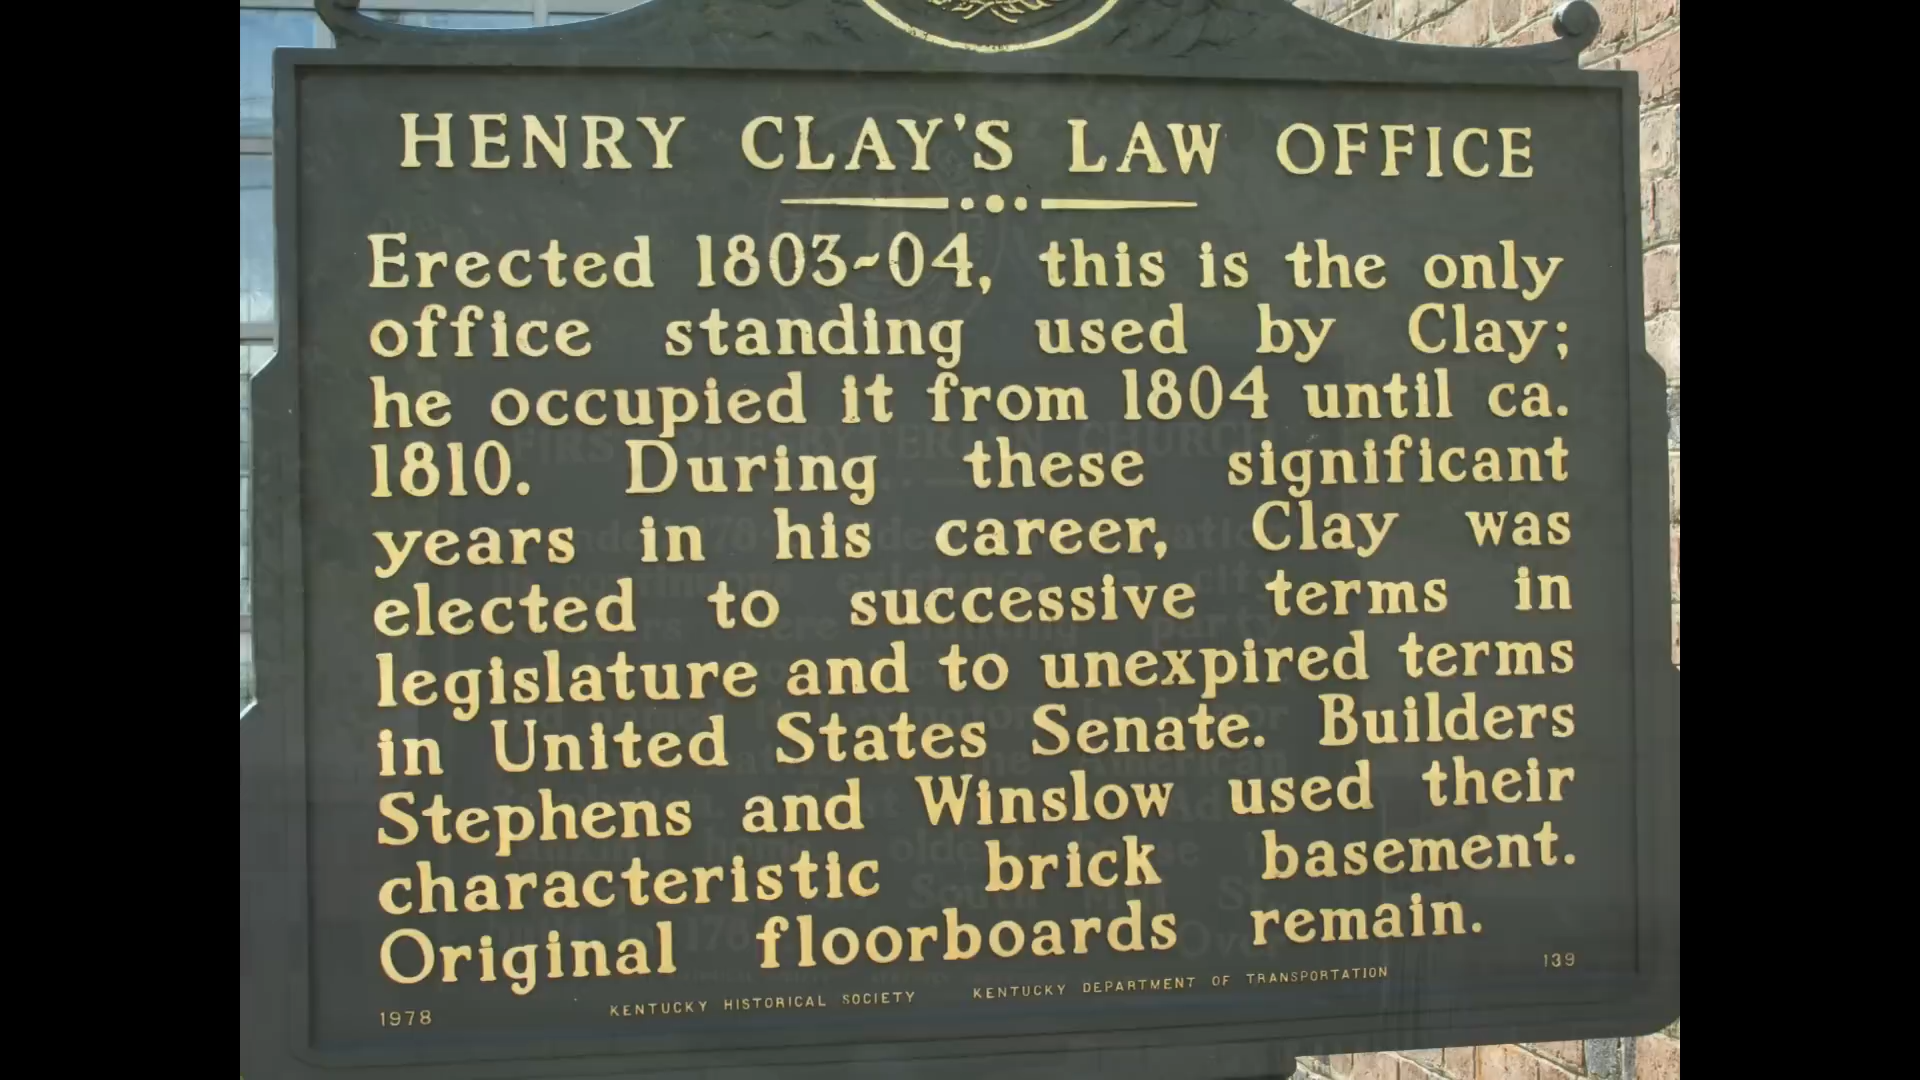 HENRY CLAY'S LAW OFFICE
Erected 1803-04, this is the only
office standing used by Clay;
he occupied it from 1804 until ca.
1810. During these significant
years in his career, Clay was
elected to successive terms in
legislature and to unexpired terms
in United States Senate. Builders
Stephens and Winslow used their
characteristic brick basement.
Original floorboards remain.
139
1978 KENTUCKY HISTORICAL SOCIETY KENTUCKY DEPARTMENT OF TRANSPORTATION